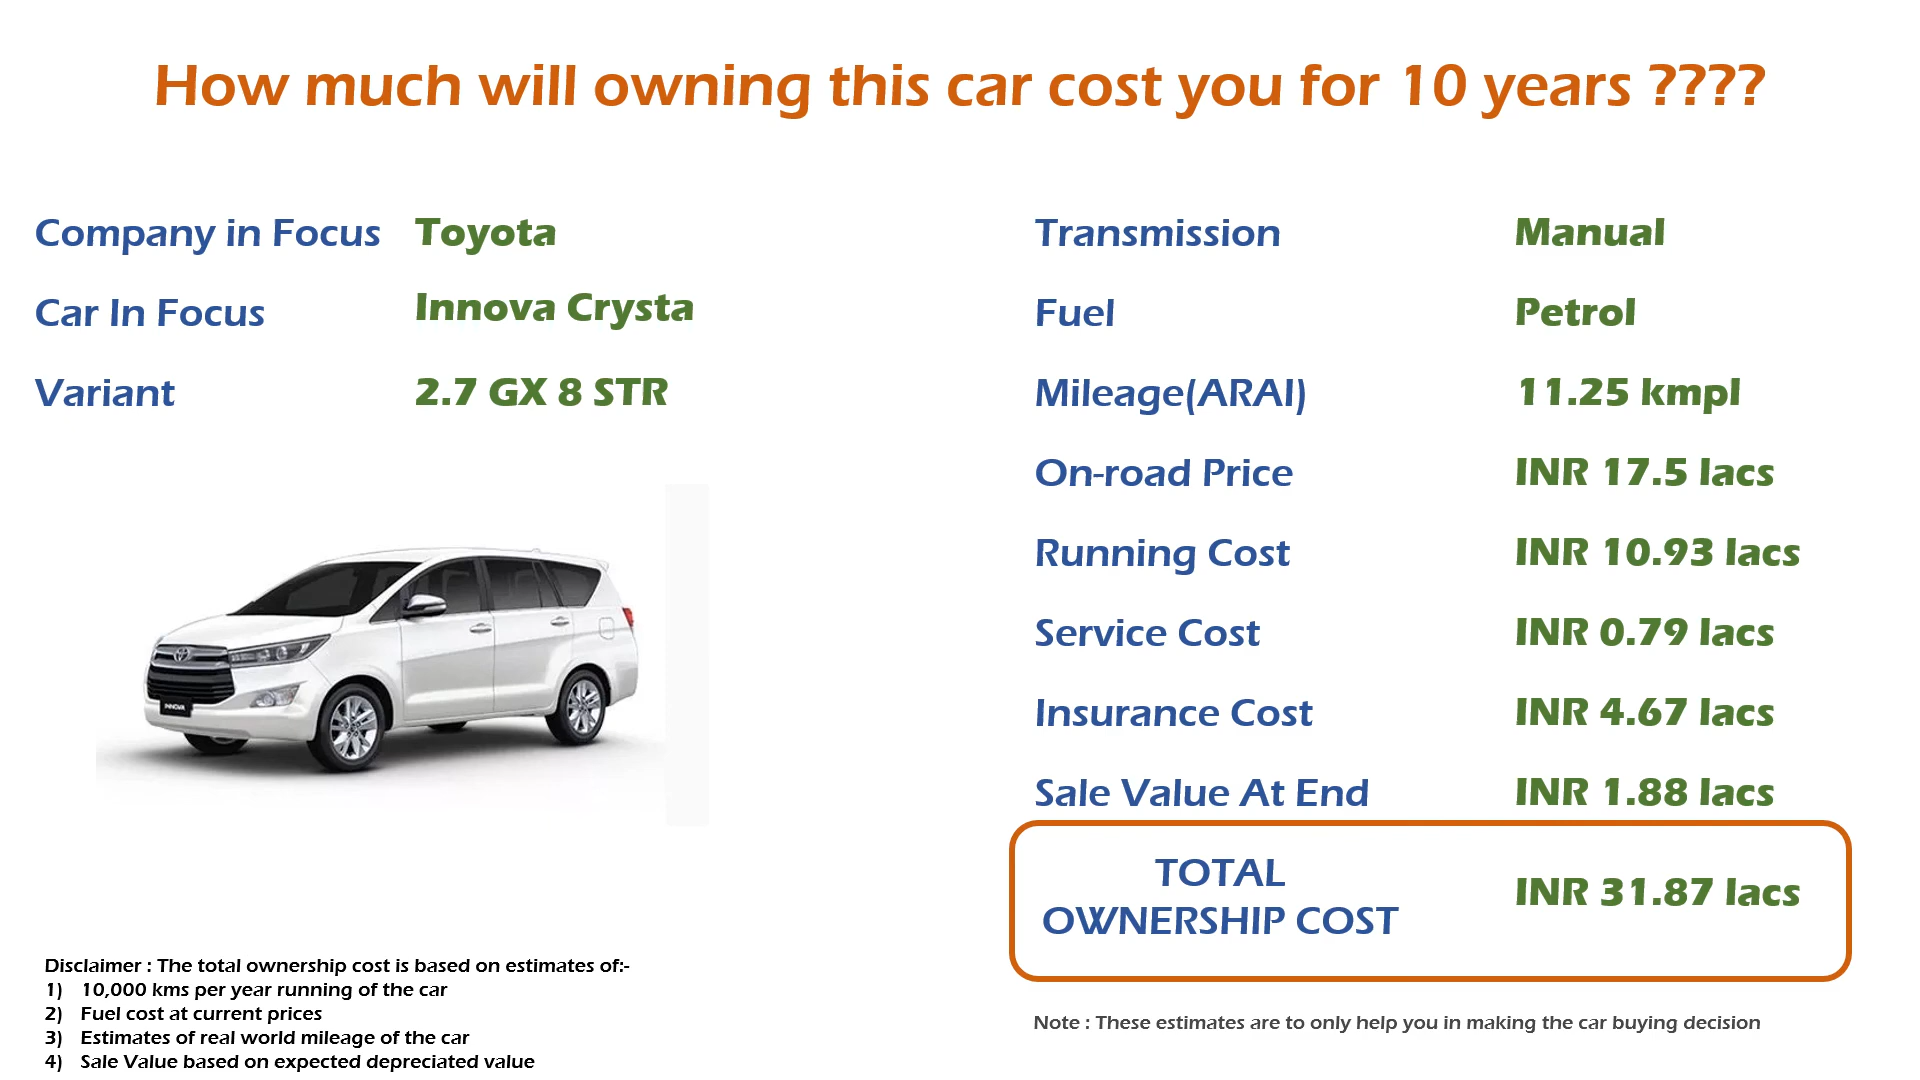 How much will owning this car cost you for 10 years ????
Company in Focus Toyota
Car In Focus Innova Crysta
Variant 2.7 GX 8 STR
INNOVA
Transmission Manual
Fuel Petrol
Mileage(ARAI) 11.25 kmpl
On-road Price INR 17.5 lacs
Running Cost INR 10.93 lacs
Service Cost INR 0.79 lacs
Insurance Cost INR 4.67 lacs
Sale Value At End INR 1.88 lacs
TOTAL
OWNERSHIP COST INR 31.87 lacs
Disclaimer : The total ownership cost is based on estimates of:-
1) 10,000 kms per year running of the car
2) Fuel cost at current prices
3) Estimates of real world mileage of the car
4) Sale Value based on expected depreciated value
Note : These estimates are to only help you in making the car buying decision